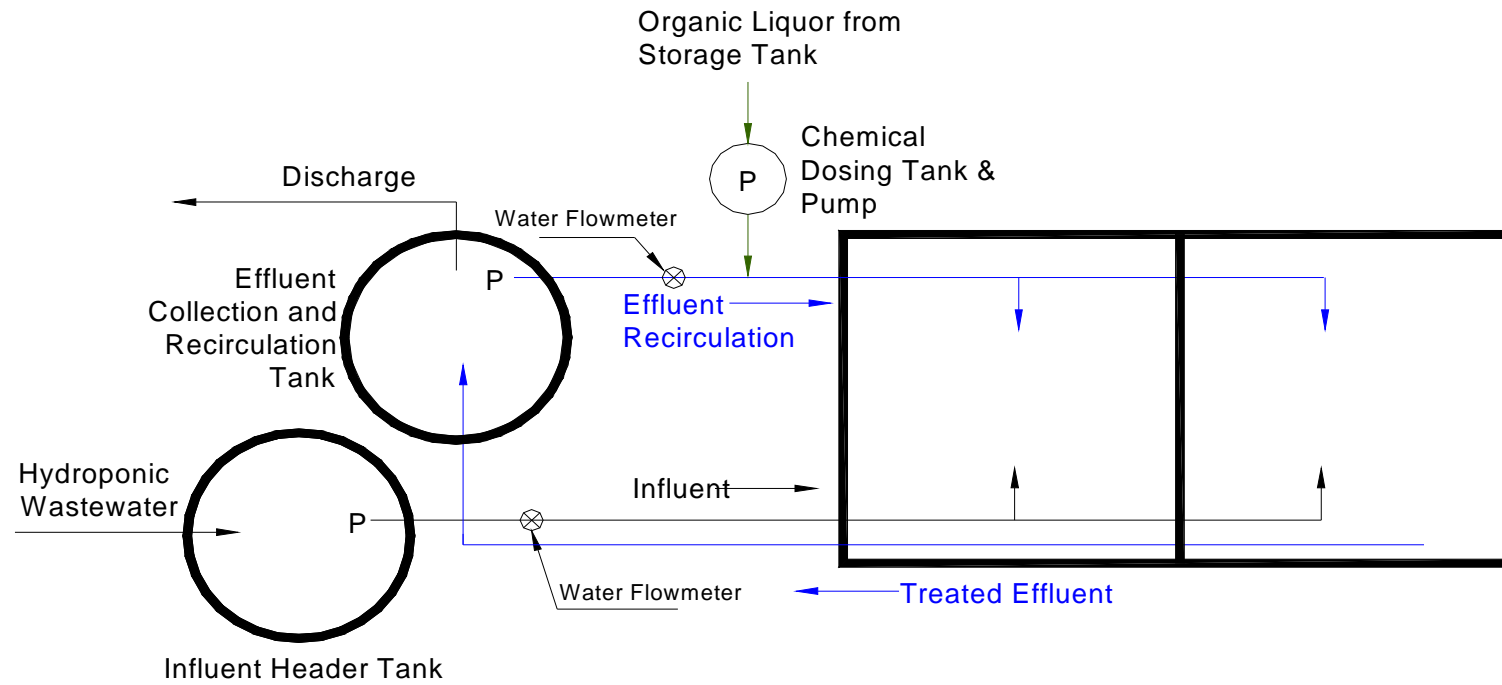 Organic Liquor from
Storage Tank
Chemical
Dosing Tank &
Pump
P
Discharge
Water Flowmeter
Effluent
Collection and
Recirculation
Tank
P
Effluent
Recirculation
Hydroponic
Wastewater
P
Influent
Water Flowmeter
Treated Effluent
Influent Header Tank